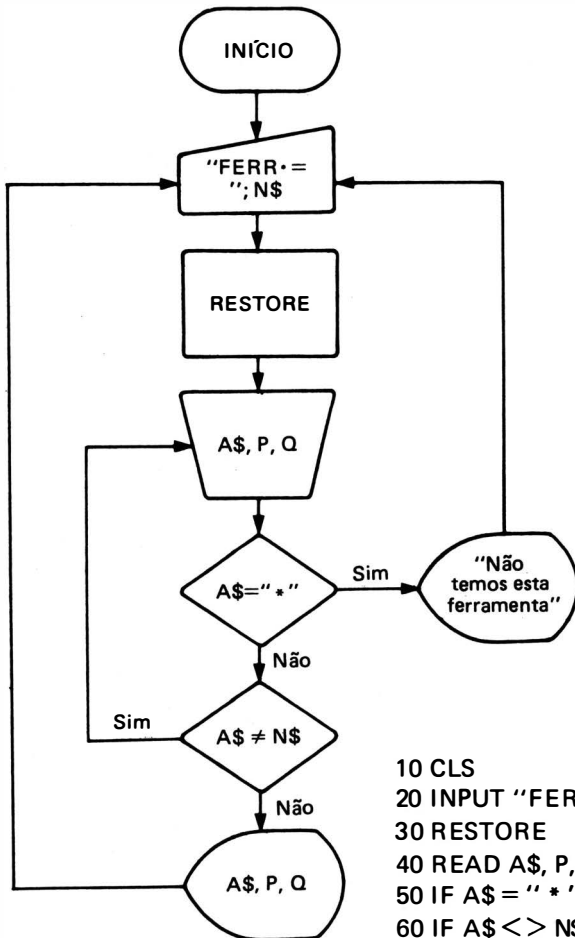 INÍCIO
"FERR·=
"; N$
RESTORE
A$, P, Q
A$="*"
Sim
"Não
temos esta
ferramenta"
Não
A$ ≠ N$
Sim
Não
A$, P, Q
10 CLS
20 INPUT "FER
30 RESTORE
40 READ A$, P,
50 IF A$ = "*"
60 IF A$ <> N$